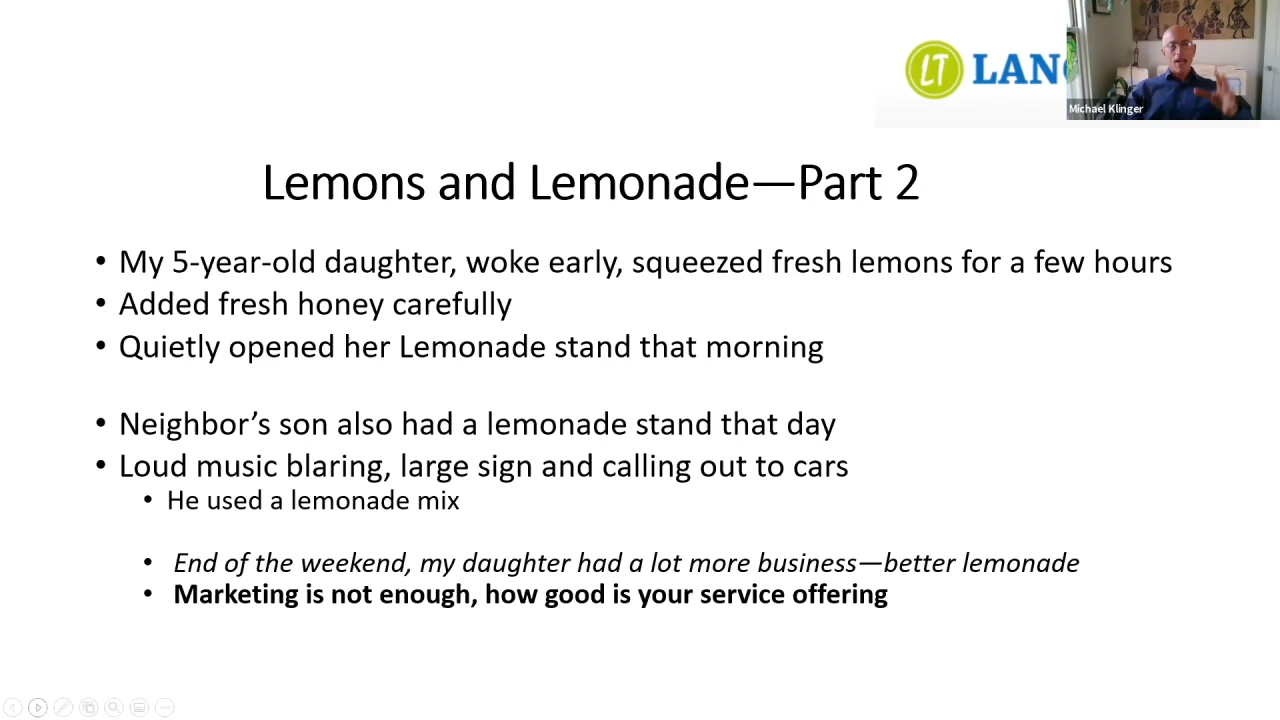 LT LAN
Michael Klinger
Lemons and Lemonade—Part 2
• My 5-year-old daughter, woke early, squeezed fresh lemons for a few hours
• Added fresh honey carefully
• Quietly opened her Lemonade stand that morning
• Neighbor’s son also had a lemonade stand that day
• Loud music blaring, large sign and calling out to cars
• He used a lemonade mix
• End of the weekend, my daughter had a lot more business—better lemonade
• Marketing is not enough, how good is your service offering